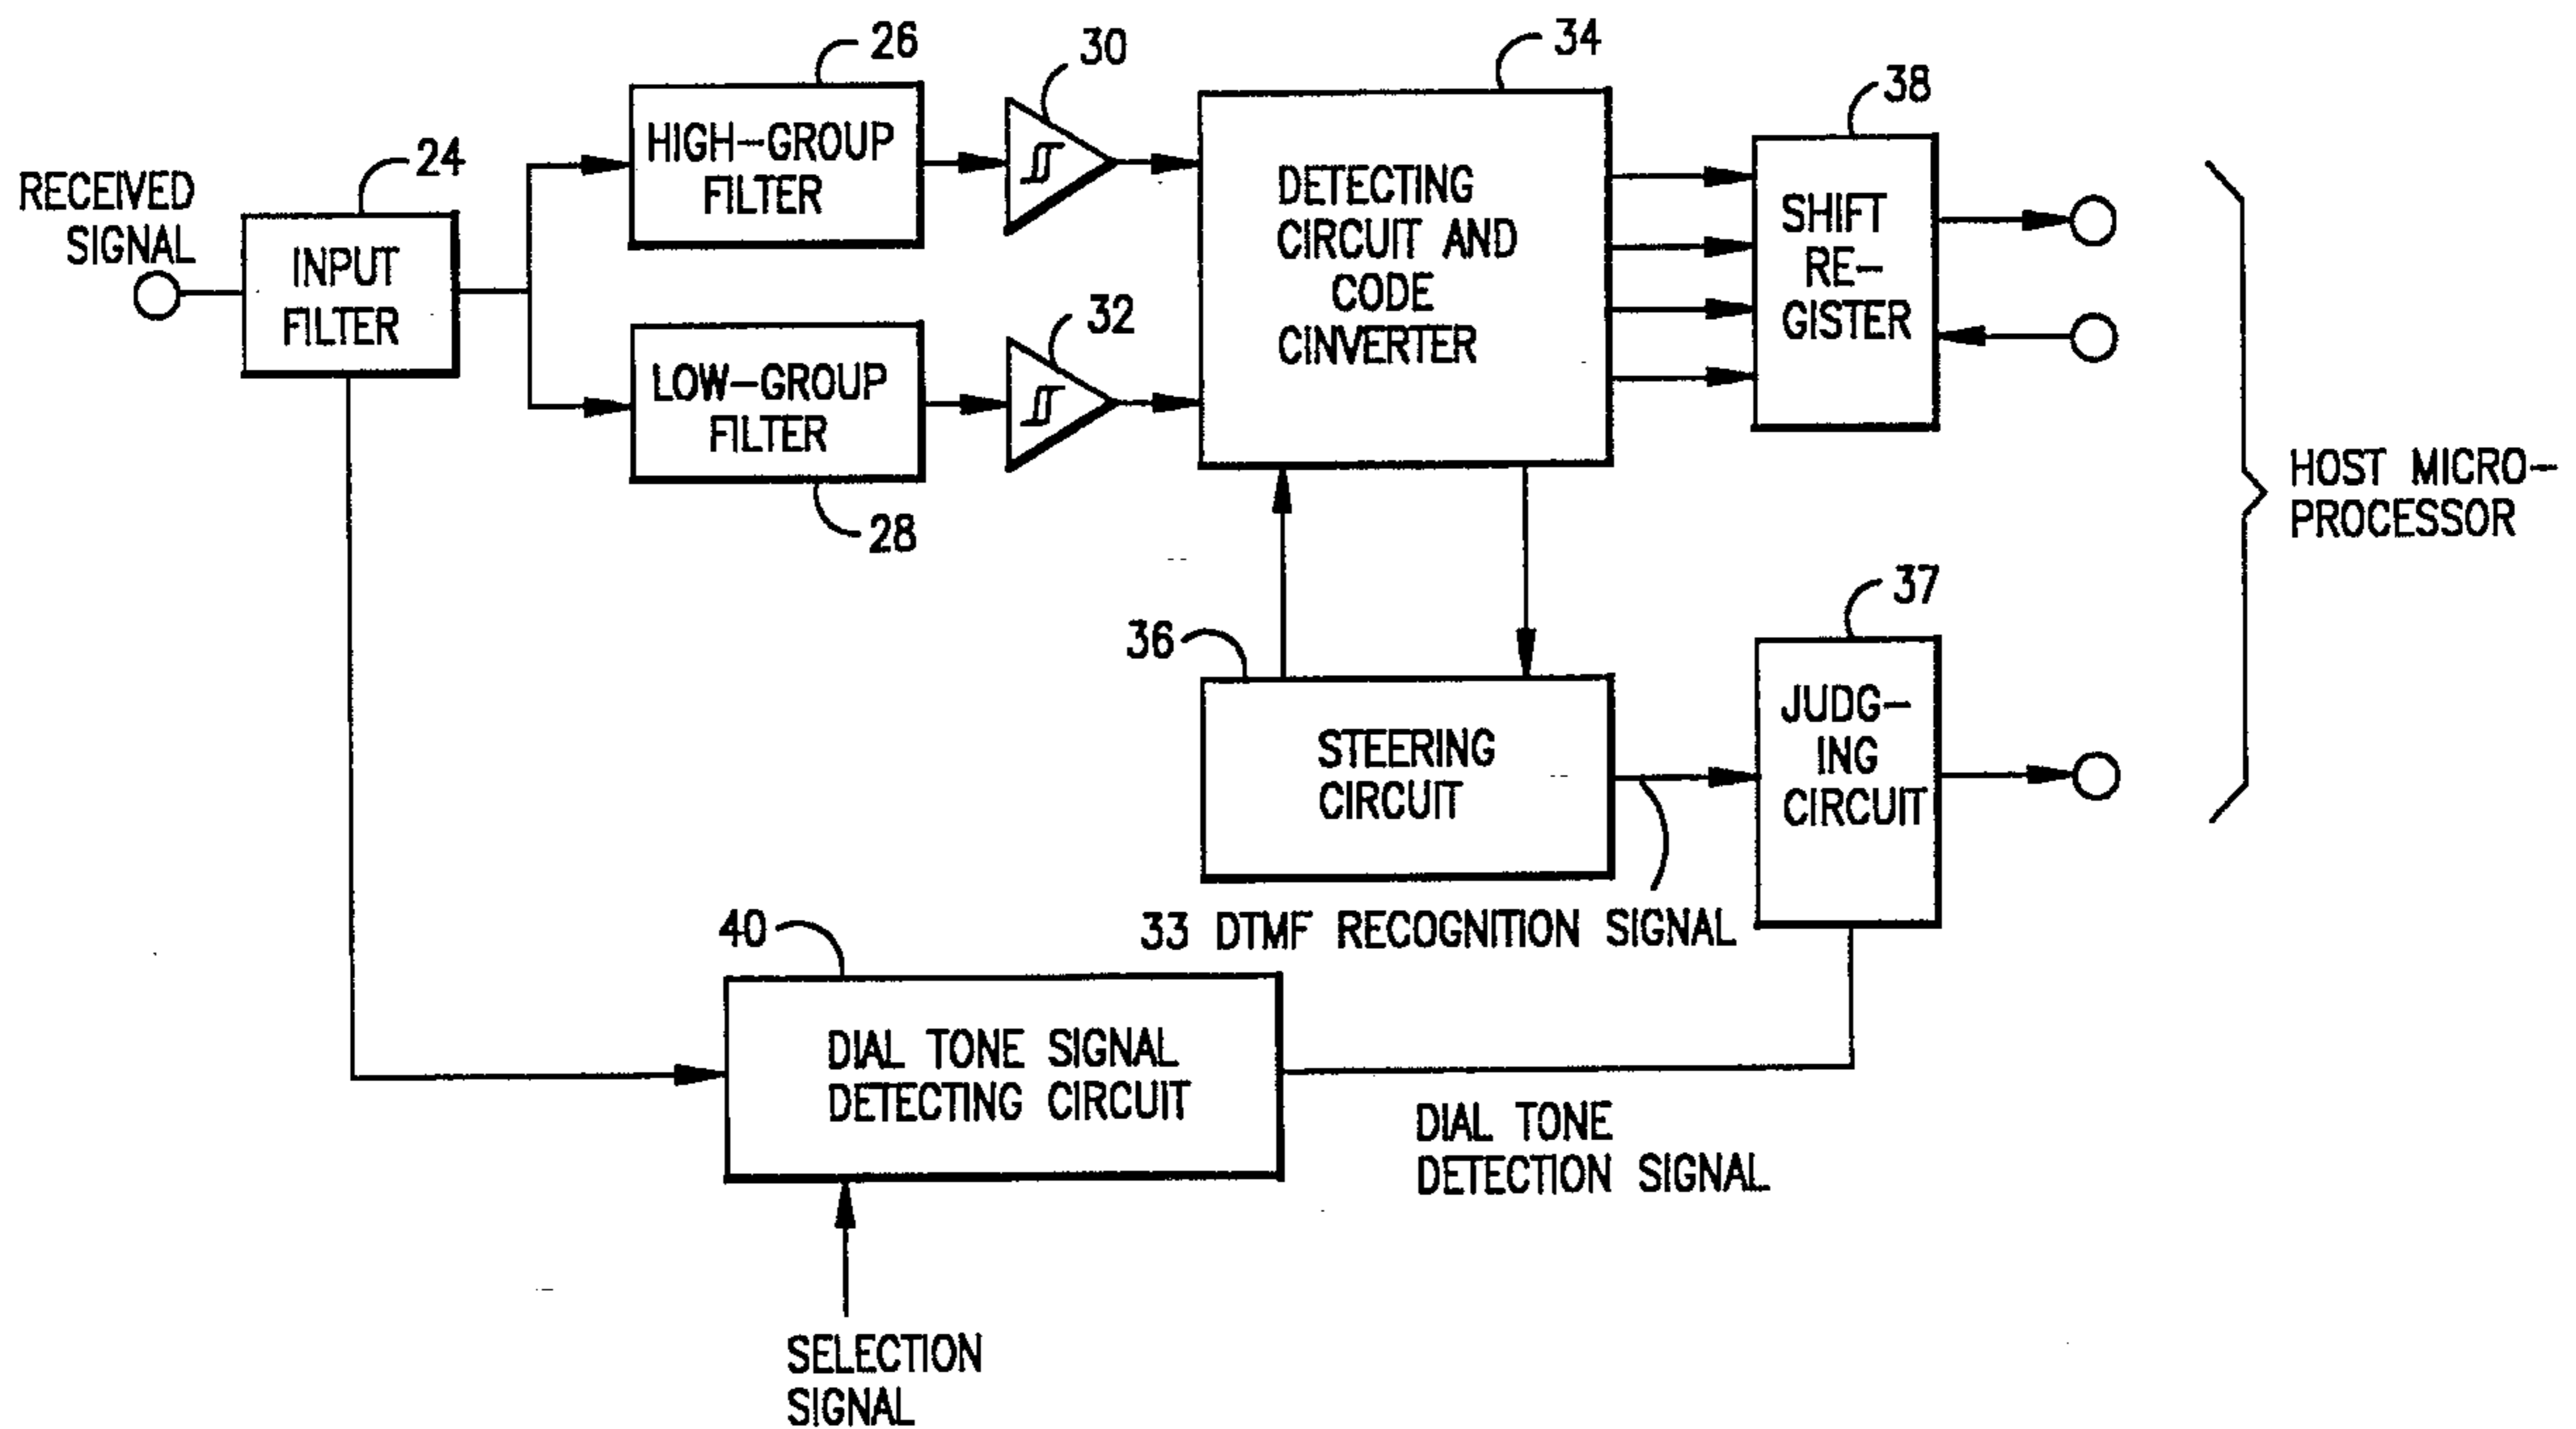 RECEIVED
SIGNAL
24
INPUT
FILTER
26
HIGH-GROUP
FILTER
30
LOW-GROUP
FILTER
28
32
34
DETECTING
CIRCUIT AND
CODE
CINVERTER
38
SHIFT
RE-
GISTER
HOST MICRO-
PROCESSOR
36
STEERING
CIRCUIT
37
JUDG-
ING
CIRCUIT
33 DTMF RECOGNITION SIGNAL
40
DIAL TONE SIGNAL
DETECTING CIRCUIT
DIAL TONE
DETECTION SIGNAL
SELECTION
SIGNAL